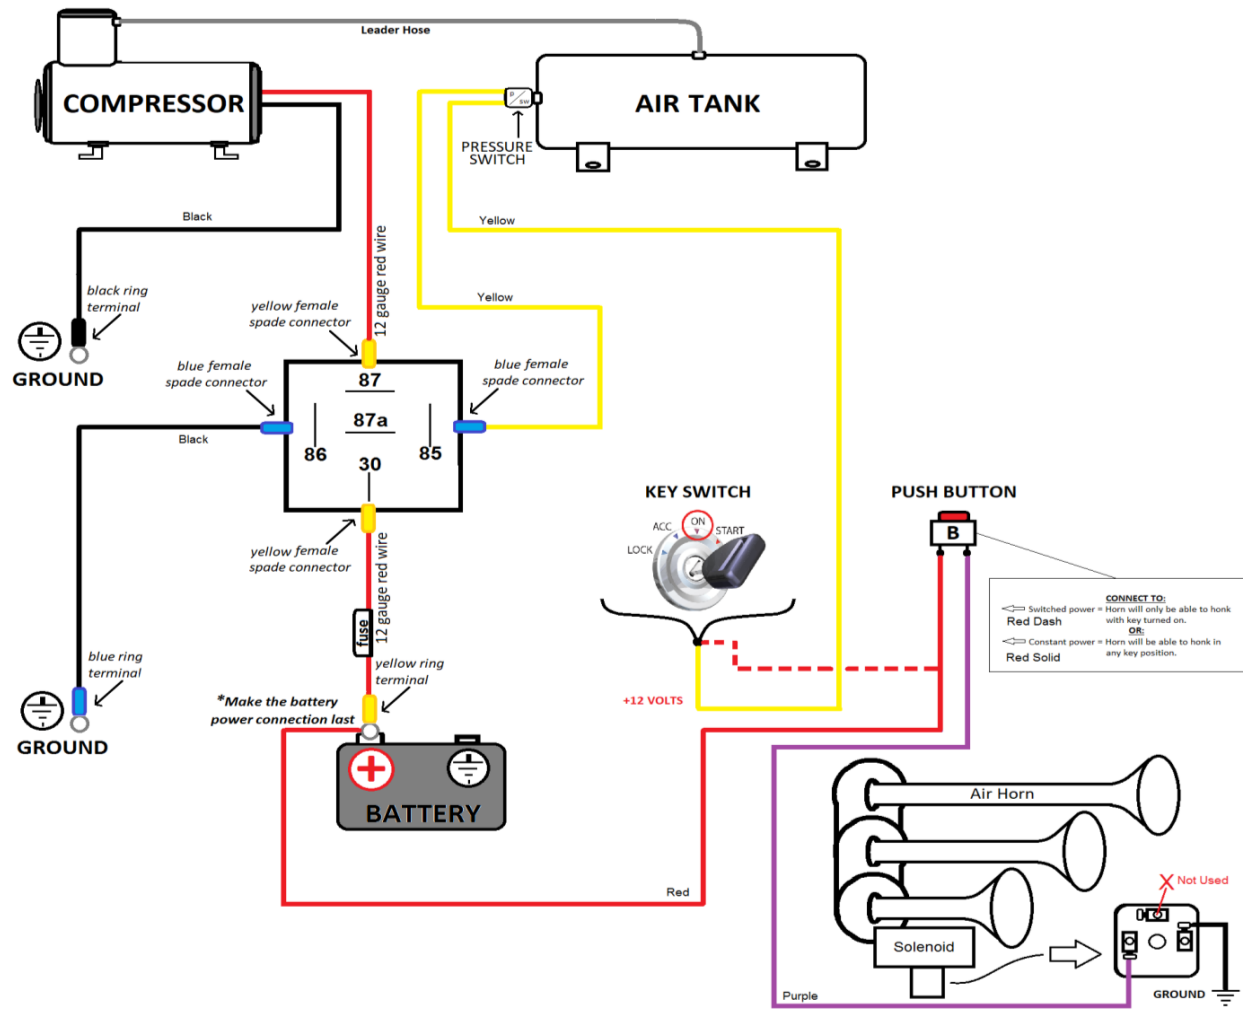 Leader Hose
COMPRESSOR
AIR TANK
P
SW
PRESSURE
SWITCH
Black
Yellow
12 gauge red wire
black ring
terminal
yellow female
spade connector
Yellow
GROUND
blue female
spade connector
87
blue female
spade connector
87a
Black
86
85
30
KEY SWITCH
PUSH BUTTON
ACC
ON
START
LOCK
B
yellow female
spade connector
12 gauge red wire
fuse
CONNECT TO:
Switched power = Horn will only be able to honk
with key turned on.
Red Dash
OR:
Constant power = Horn will be able to honk in
any key position.
Red Solid
blue ring
terminal
yellow ring
terminal
*Make the battery
power connection last
+12 VOLTS
GROUND
BATTERY
Air Horn
Red
X Not Used
Solenoid
Purple
GROUND